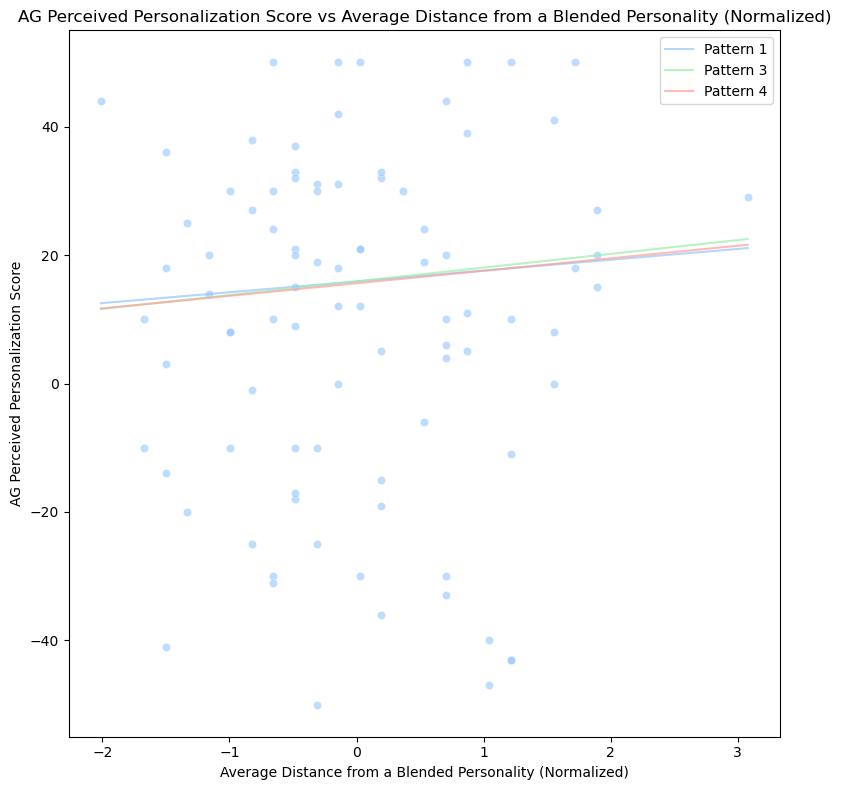 AG Perceived Personalization Score vs Average Distance from a Blended Personality (Normalized)
Pattern 1
Pattern 3
Pattern 4
AG Perceived Personalization Score
40
20
0
−20
−40
−2
−1
0
1
2
3
Average Distance from a Blended Personality (Normalized)